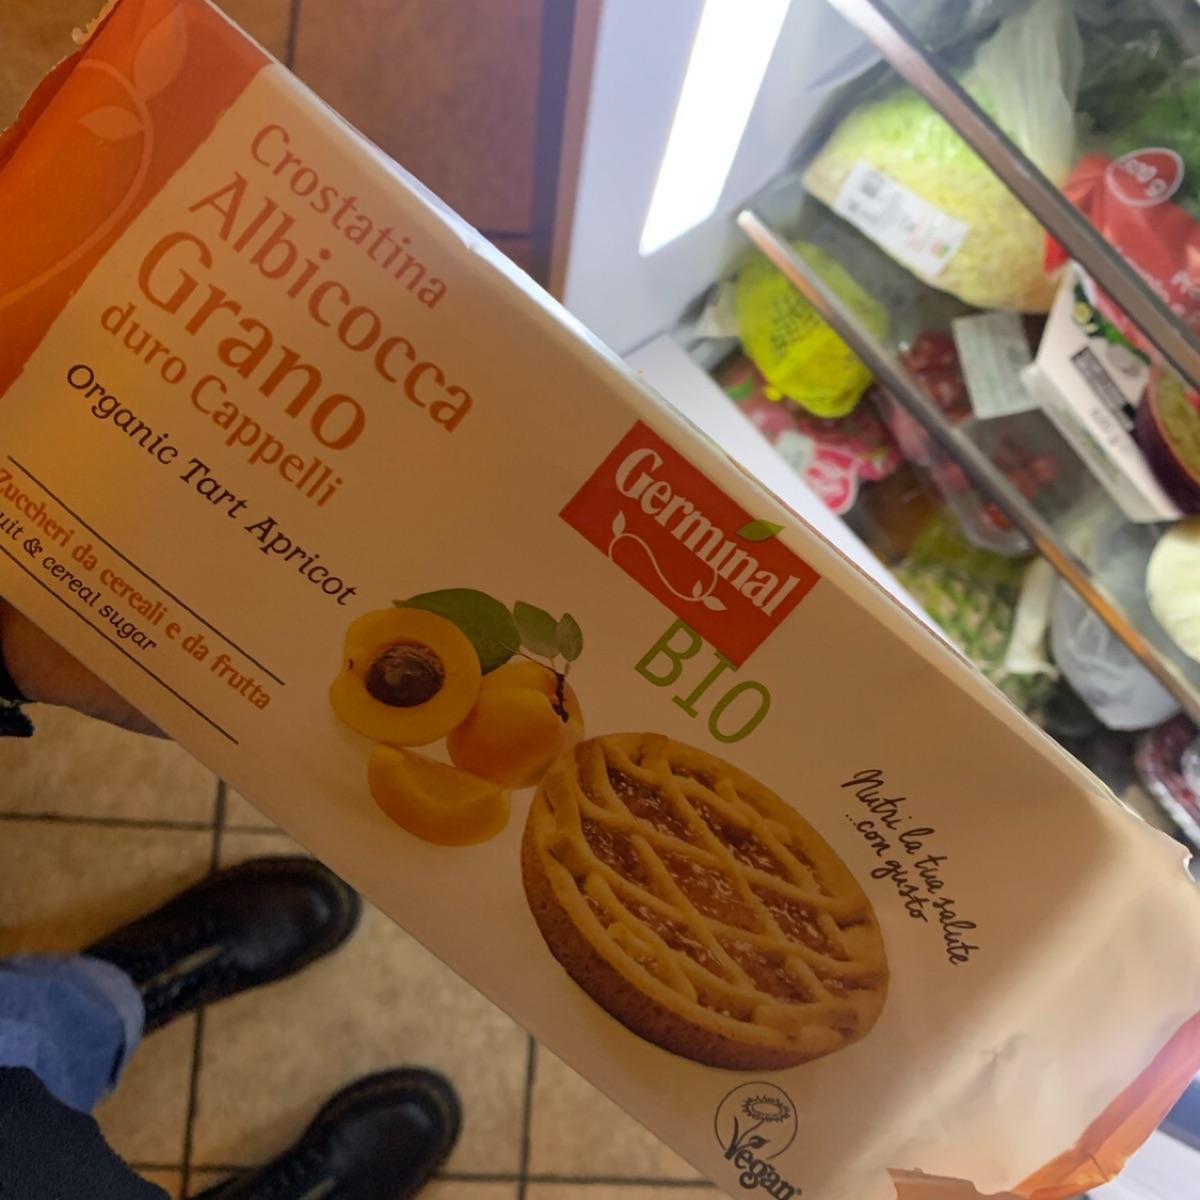 Crostatina
Albicocca
Grano
duro Cappelli
Organic Tart Apricot
Zuccheri da cereali e da frutta
& cereal sugar
Germinal
BIO
Nutri la tua salute
...con gusto
Vegan